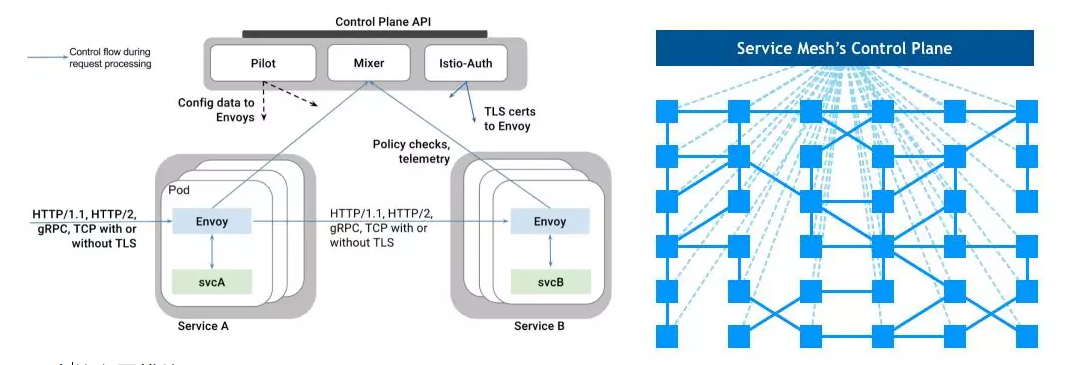 Control Plane API
Control flow during
request processing
Pilot
Mixer
Istio-Auth
Config data to
Envoys
TLS certs
to Envoy
Policy checks,
telemetry
Pod
HTTP/1.1, HTTP/2,
gRPC, TCP with or
without TLS
Envoy
HTTP/1.1, HTTP/2,
gRPC, TCP with or
without TLS
Envoy
svcA
svcB
Service A
Service B
Service Mesh's Control Plane